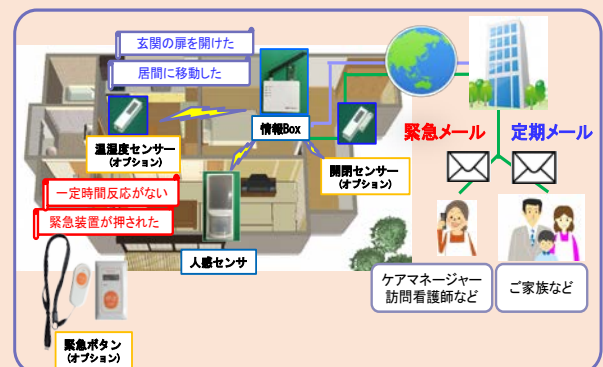 玄関の扉を開けた
居間に移動した
情報Box
温湿度センサー
(オプション)
開閉センサー
(オプション)
緊急メール
定期メール
一定時間反応がない
緊急装置が押された
人感センサ
ケアマネージャー
訪問看護師など
ご家族など
緊急ボタン
(オプション)